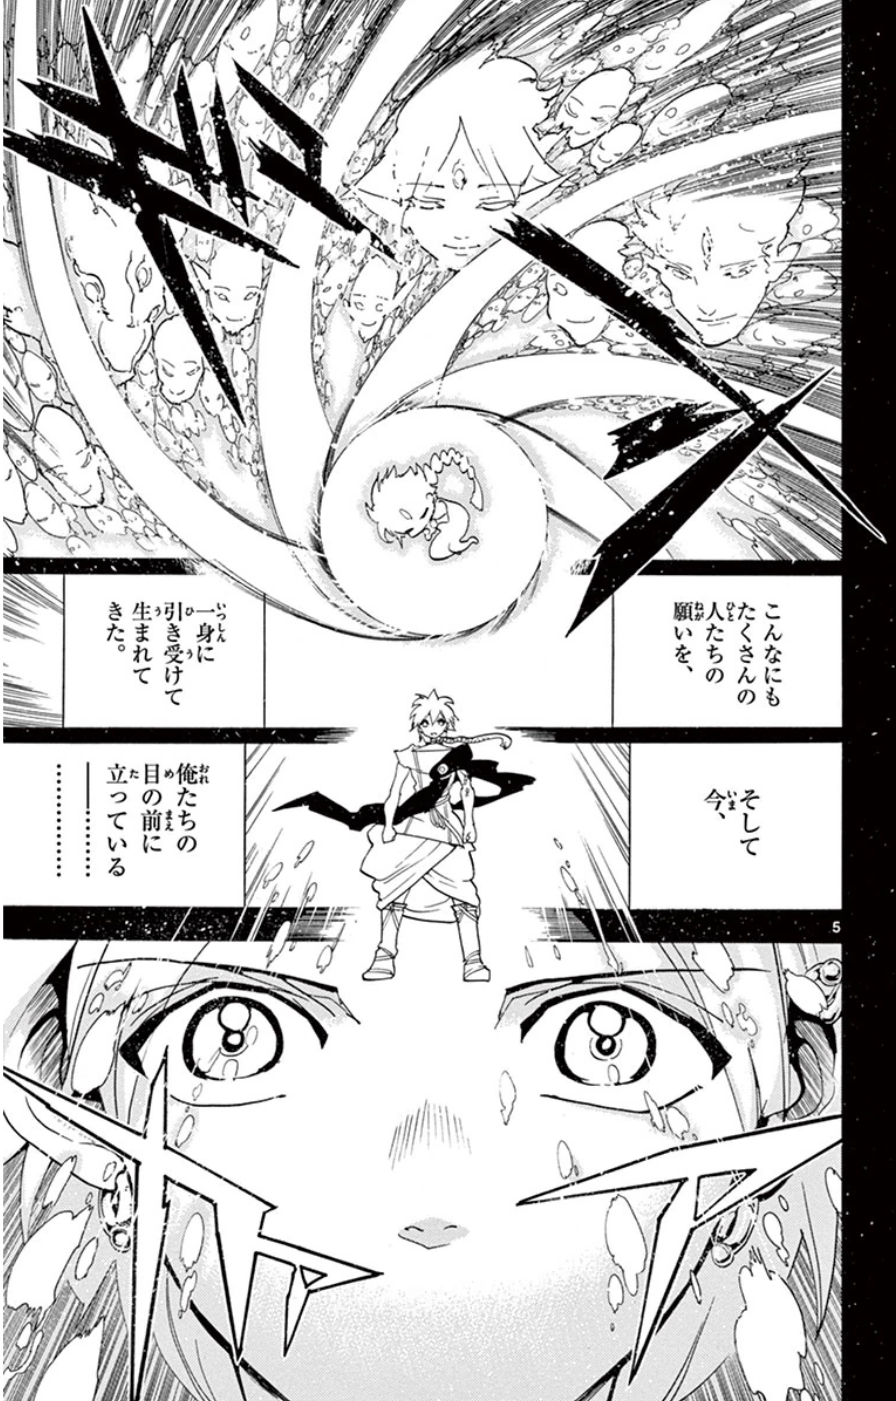 こんなにも
たくさんの
人たちの
願いを、
一身に
引き受けて
生まれて
きた。
そして
今、
俺たちの
目の前に
立っている
――…………
…………
5